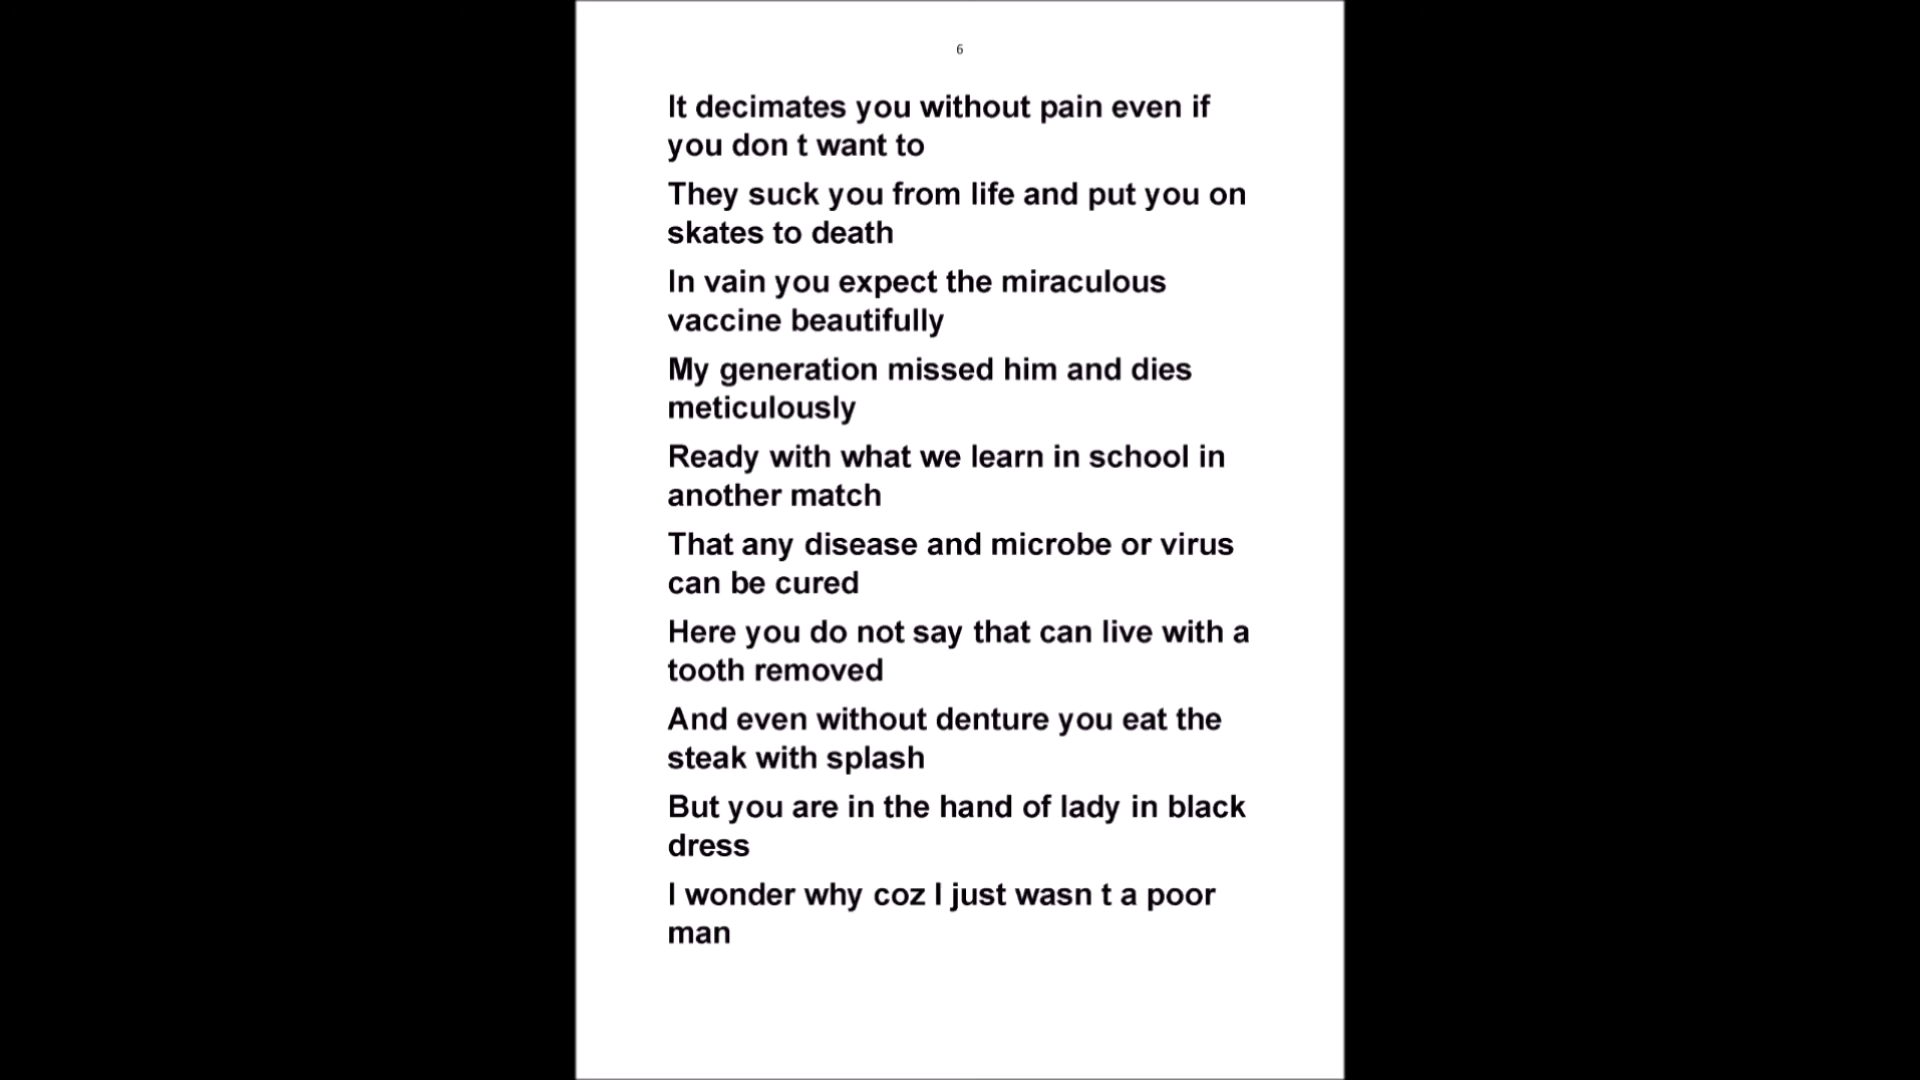 6
It decimates you without pain even if
you don t want to
They suck you from life and put you on
skates to death
In vain you expect the miraculous
vaccine beautifully
My generation missed him and dies
meticulously
Ready with what we learn in school in
another match
That any disease and microbe or virus
can be cured
Here you do not say that can live with a
tooth removed
And even without denture you eat the
steak with splash
But you are in the hand of lady in black
dress
I wonder why coz I just wasn t a poor
man